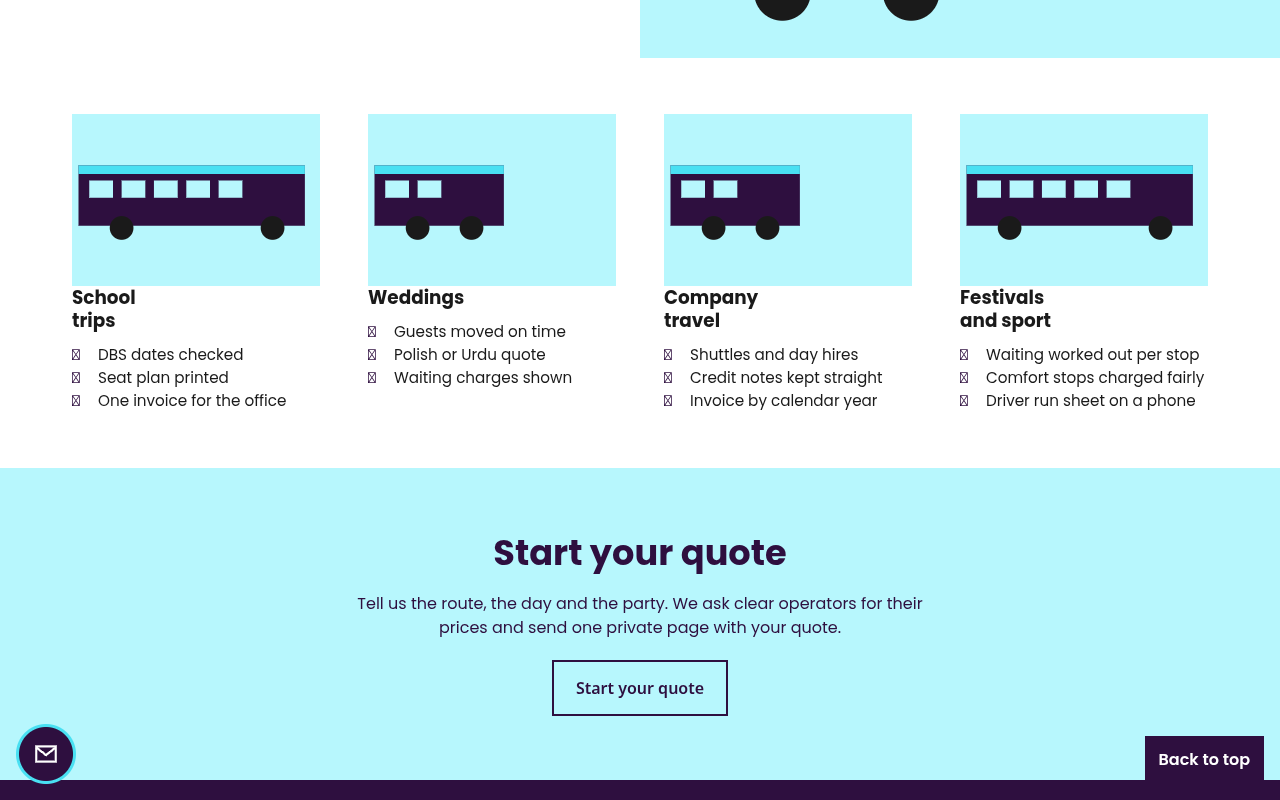 School
trips
DBS dates checked
Seat plan printed
One invoice for the office
Weddings
Guests moved on time
Polish or Urdu quote
Waiting charges shown
Company
travel
Shuttles and day hires
Credit notes kept straight
Invoice by calendar year
Festivals
and sport
Waiting worked out per stop
Comfort stops charged fairly
Driver run sheet on a phone
Start your quote
Tell us the route, the day and the party. We ask clear operators for their
prices and send one private page with your quote.
Start your quote
Back to top